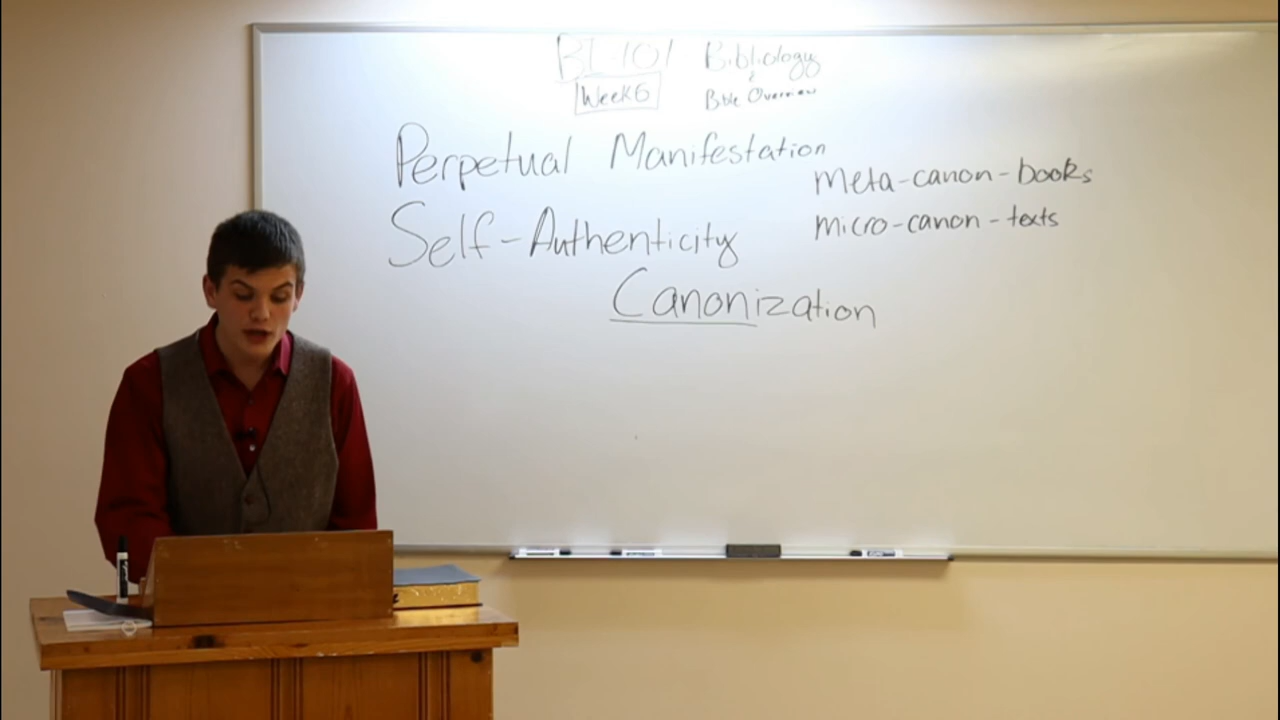 BI-101 Bibliology
Week 6 & Bible Overview
Perpetual Manifestation
meta-canon-books
Self-Authenticity
micro-canon-texts
Canonization